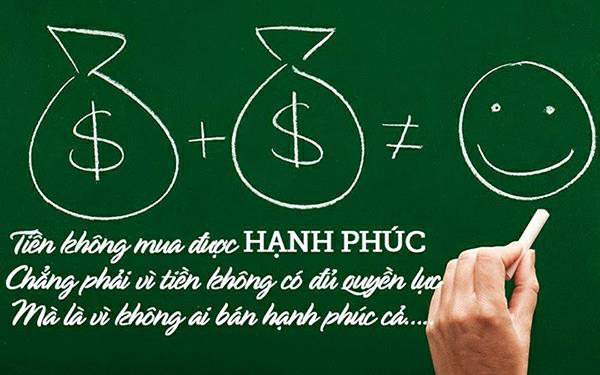 $ + $ ≠
Tiền không mua được HẠNH PHÚC
Chẳng phải vì tiền không có đủ quyền lực
Mà là vì không ai bán hạnh phúc cả.....